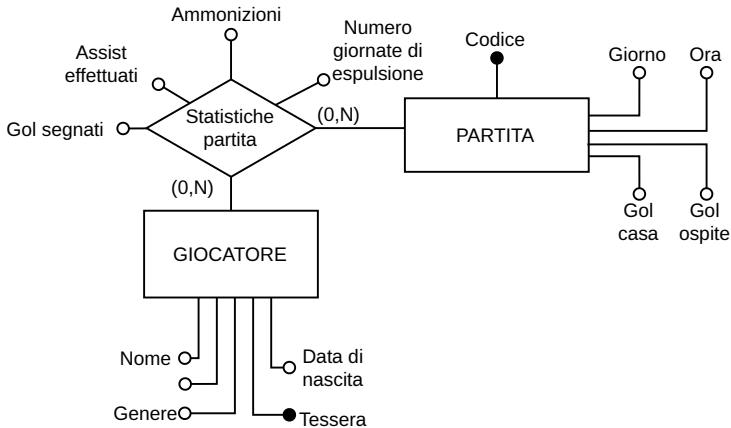 Ammonizioni
Numero
giornate di
espulsione
Assist
effettuati
Gol segnati
Statistiche
partita
(0,N)
(0,N)
Codice
Giorno
Ora
PARTITA
Gol
casa
Gol
ospite
GIOCATORE
Nome
Genere
Data di
nascita
Tessera